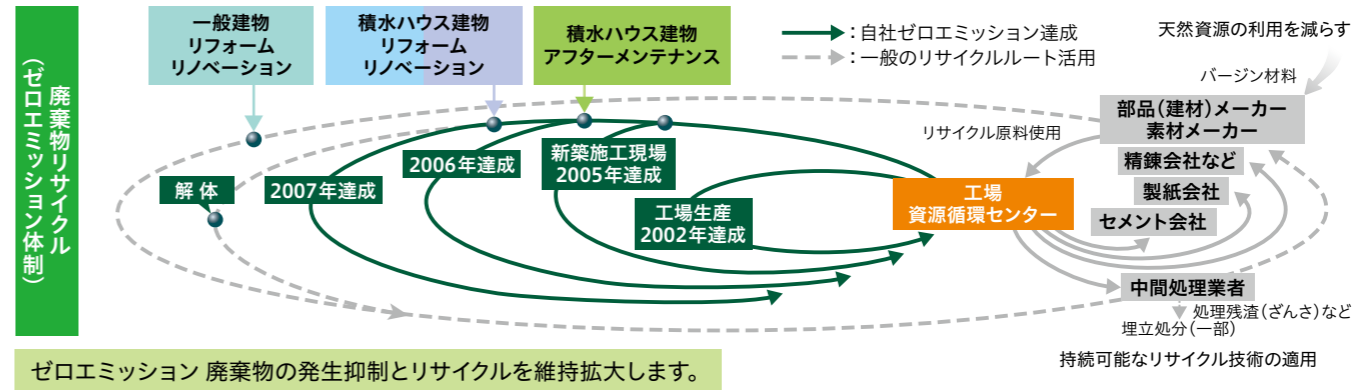 廃棄物リサイクル
（ゼロエミッション体制）
一般建物
リフォーム
リノベーション
積水ハウス建物
リフォーム
リノベーション
積水ハウス建物
アフターメンテナンス
：自社ゼロエミッション達成
：一般のリサイクルルート活用
天然資源の利用を減らす
バージン材料
部品（建材）メーカー
素材メーカー
リサイクル原料使用
精錬会社など
製紙会社
セメント会社
解体
2007年達成
2006年達成
新築施工現場
2005年達成
工場生産
2002年達成
工場
資源循環センター
中間処理業者
処理残渣（ざんさ）など
埋立処分（一部）
持続可能なリサイクル技術の適用
ゼロエミッション 廃棄物の発生抑制とリサイクルを維持拡大します。